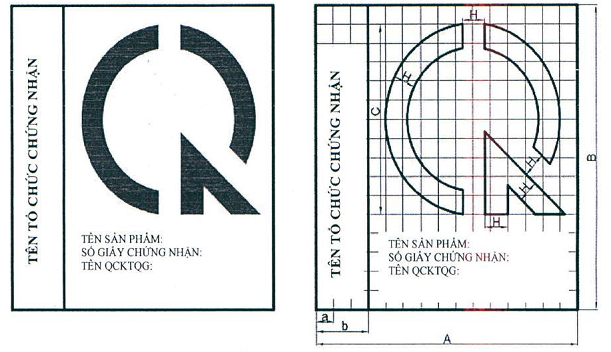 TÊN TỔ CHỨC CHỨNG NHẬN
TÊN SẢN PHẨM:
SỐ GIẤY CHỨNG NHẬN:
TÊN QCKTQG:
H
H
C
H
H
H
B
TÊN TỔ CHỨC CHỨNG NHẬN
TÊN SẢN PHẨM:
SỐ GIẤY CHỨNG NHẬN:
TÊN QCKTQG:
a
b
A